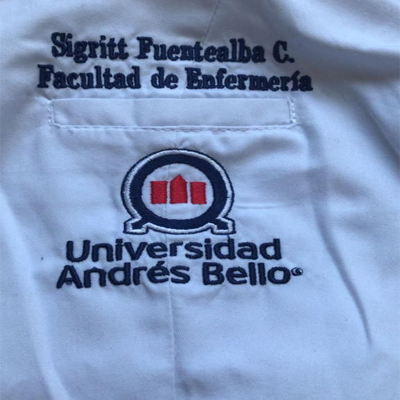 Sigritt Fuentealba C.
Facultad de Enfermería
Universidad
Andrés Bello®